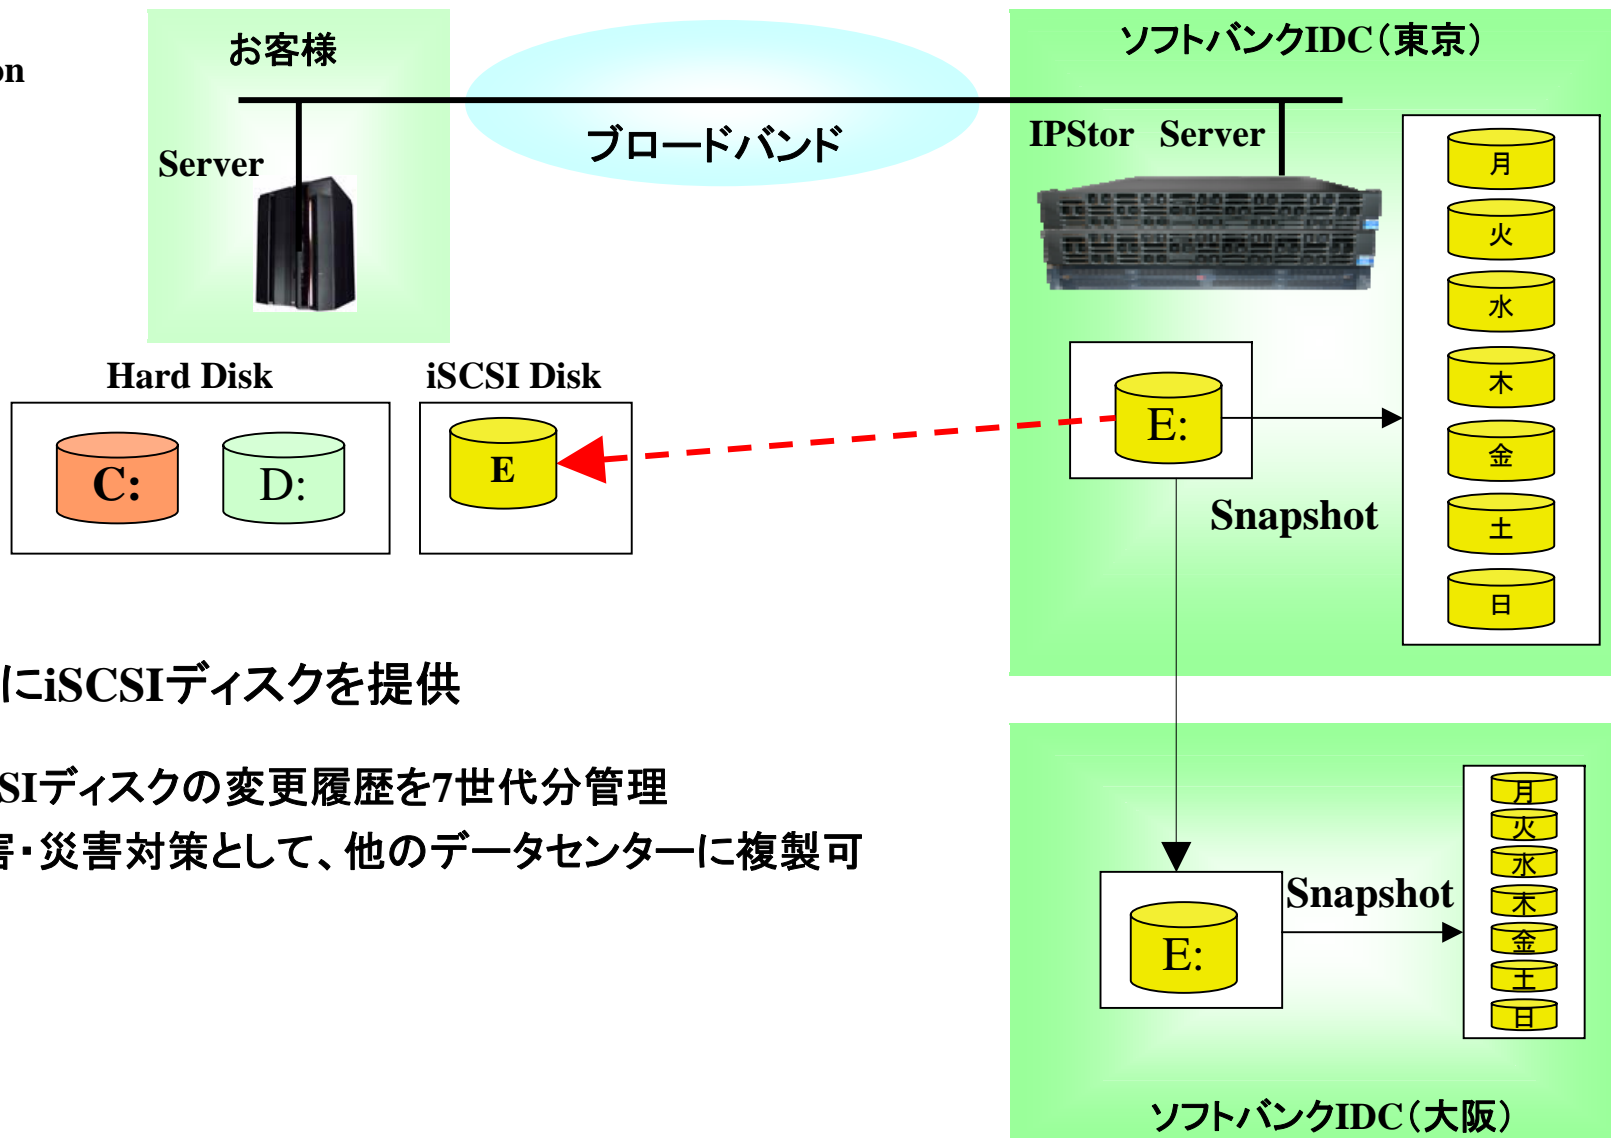 お客様
ソフトバンクIDC（東京）
on
ブロードバンド
IPStor Server
Server
月
火
水
木
金
土
日
Hard Disk
iSCSI Disk
C:
D:
E
E:
Snapshot
にiSCSIディスクを提供
SIディスクの変更履歴を7世代分管理
害・災害対策として、他のデータセンターに複製可
E:
Snapshot
月
火
水
木
金
土
日
ソフトバンクIDC（大阪）